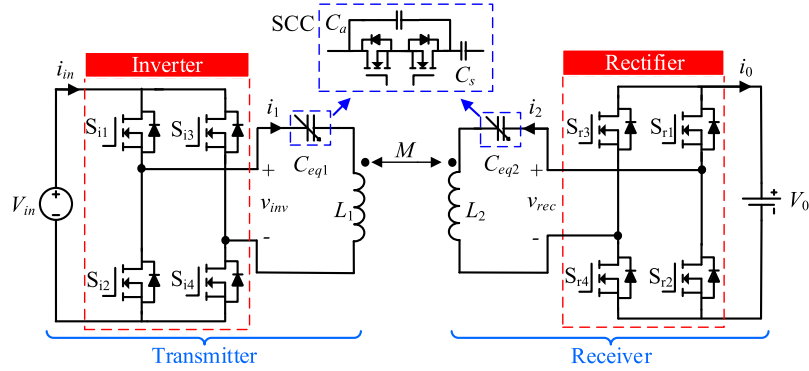 SCC C_a
C_s
Inverter
Rectifier
i_in
i_1
i_2
i_0
S_i1
S_i3
S_r3
S_r1
C_eq1
C_eq2
M
+
+
V_in
v_inv
L_1
L_2
v_rec
V_0
-
-
S_i2
S_i4
S_r4
S_r2
Transmitter
Receiver